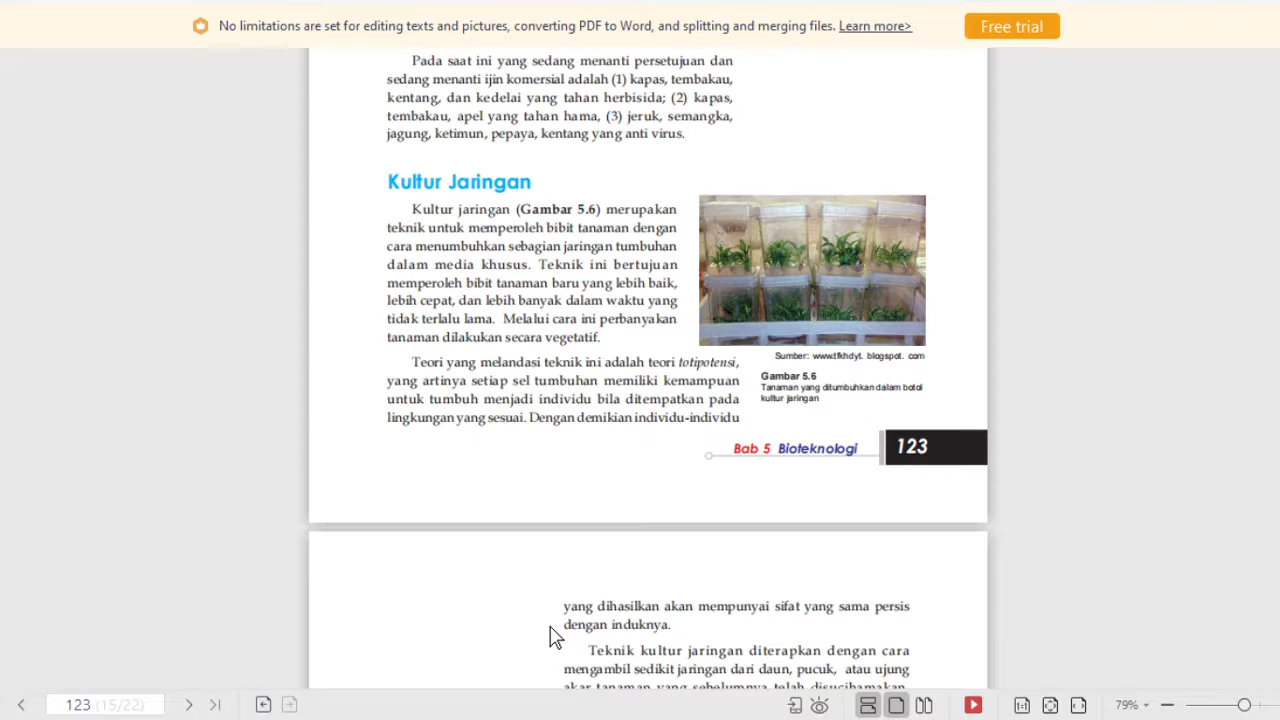 No limitations are set for editing texts and pictures, converting PDF to Word, and splitting and merging files. Learn more>
Free trial
Pada saat ini yang sedang menanti persetujuan dan
sedang menanti ijin komersial adalah (1) kapas, tembakau,
kentang, dan kedelai yang tahan herbisida; (2) kapas,
tembakau, apel yang tahan hama, (3) jeruk, semangka,
jagung, ketimun, pepaya, kentang yang anti virus.
Kultur Jaringan
Kultur jaringan (Gambar 5.6) merupakan
teknik untuk memperoleh bibit tanaman dengan
cara menumbuhkan sebagian jaringan tumbuhan
dalam media khusus. Teknik ini bertujuan
memperoleh bibit tanaman baru yang lebih baik,
lebih cepat, dan lebih banyak dalam waktu yang
tidak terlalu lama. Melalui cara ini perbanyakan
tanaman dilakukan secara vegetatif.
Sumber: www.tfkhdyt. blogspot. com
Gambar 5.6
Tanaman yang ditumbuhkan dalam botol
kultur jaringan
Teori yang melandasi teknik ini adalah teori totipotensi,
yang artinya setiap sel tumbuhan memiliki kemampuan
untuk tumbuh menjadi individu bila ditempatkan pada
lingkungan yang sesuai. Dengan demikian individu-individu
Bab 5 Bioteknologi 123
yang dihasilkan akan mempunyai sifat yang sama persis
dengan induknya.
Teknik kultur jaringan diterapkan dengan cara
mengambil sedikit jaringan dari daun, pucuk, atau ujung
akar tanaman yang sebelumnya telah disucihamakan.
123 (15/22)
1:1
79%